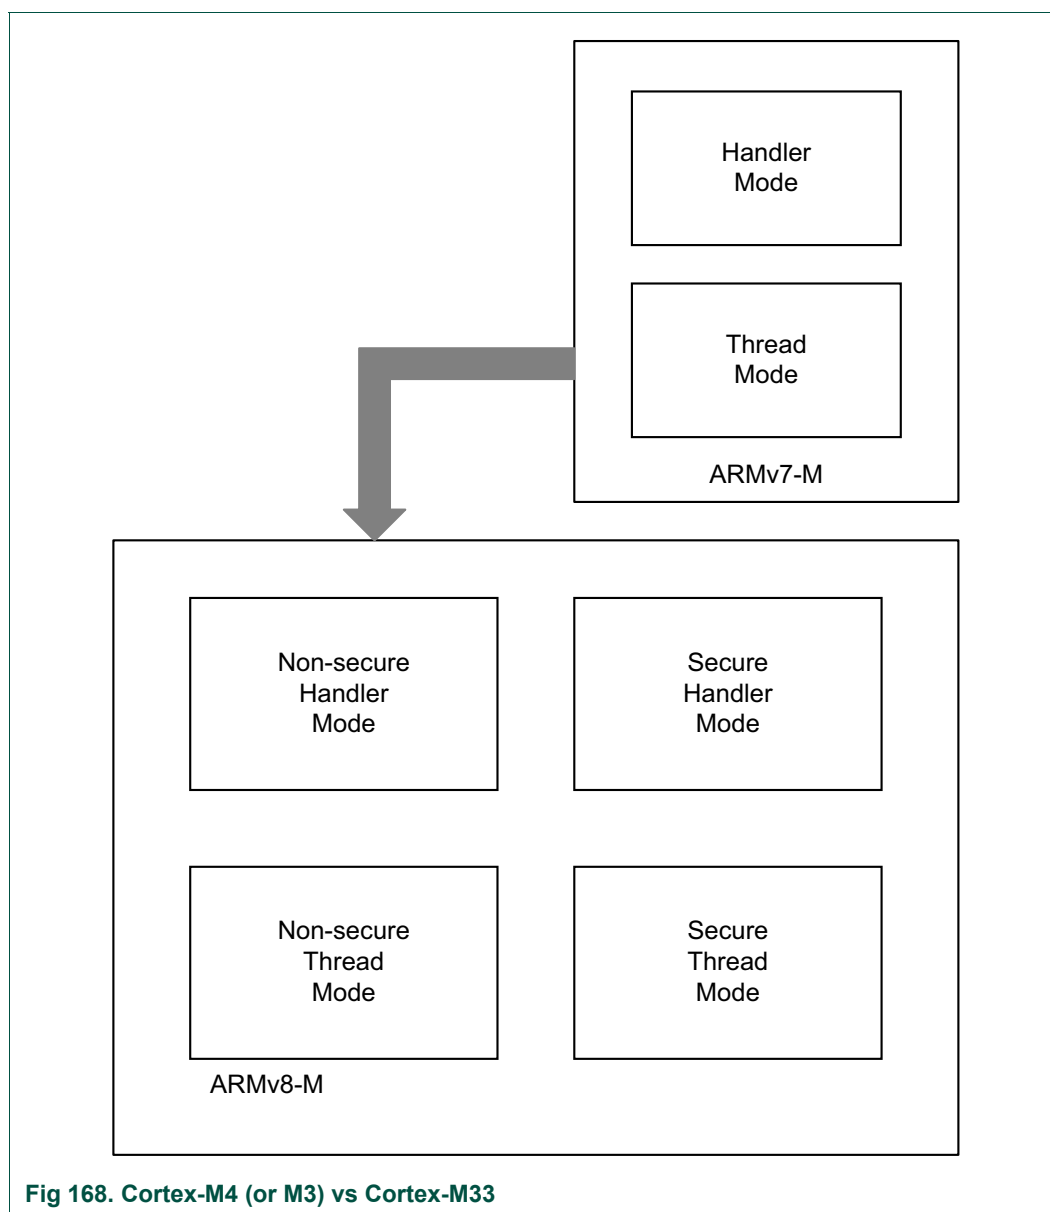 Handler
Mode
Thread
Mode
ARMv7-M
Non-secure
Handler
Mode
Secure
Handler
Mode
Non-secure
Thread
Mode
Secure
Thread
Mode
ARMv8-M
Fig 168. Cortex-M4 (or M3) vs Cortex-M33